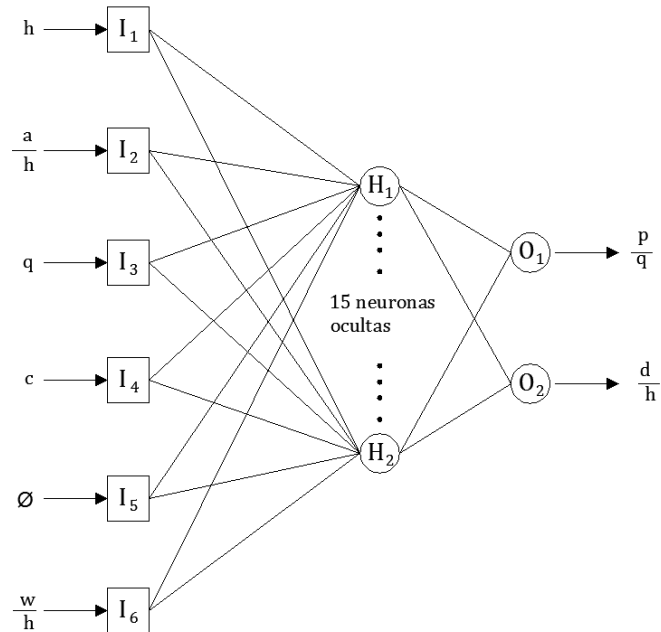 h I₁
a/h I₂
q I₃
c I₄
Ø I₅
w/h I₆
H₁
15 neuronas
ocultas
H₂
O₁ p/q
O₂ d/h